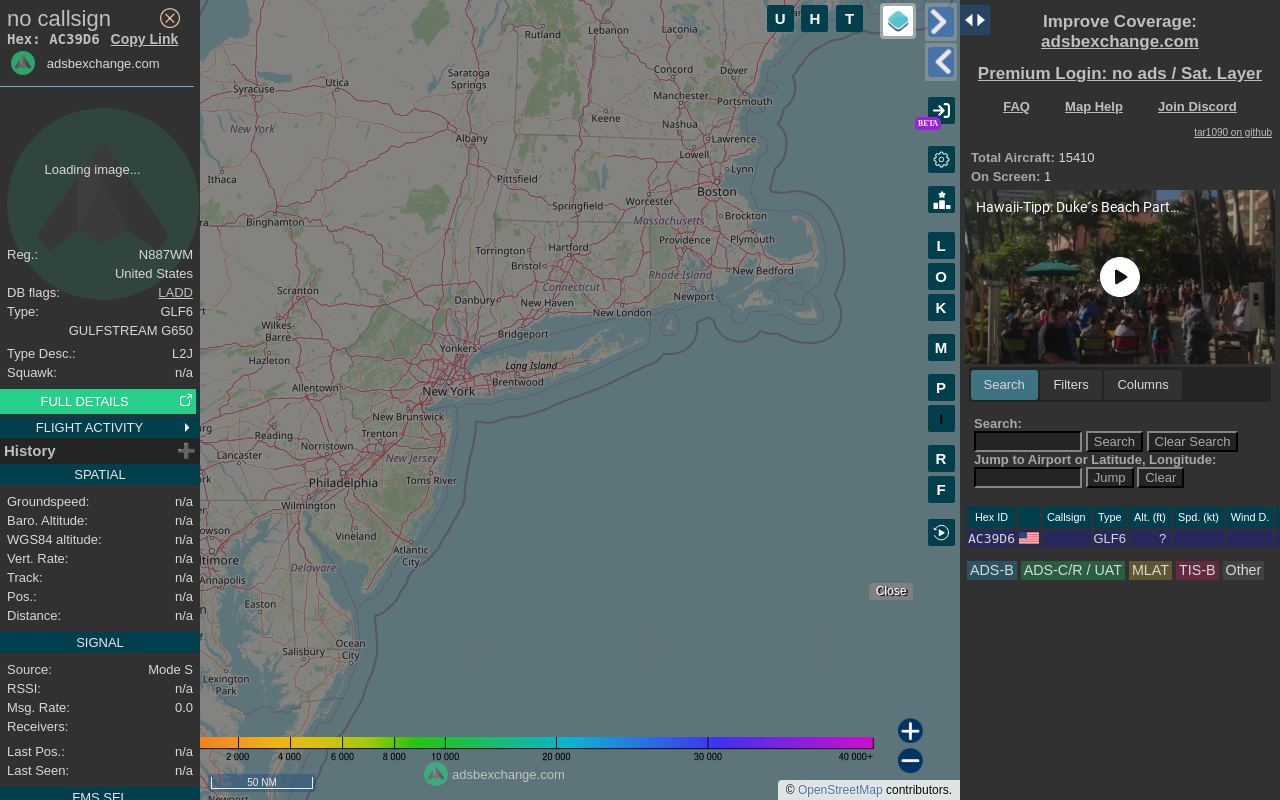 no callsign
Hex: AC39D6 Copy Link
adsbexchange.com
Loading image...
Reg.: N887WM
United States
DB flags: LADD
Type: GLF6
GULFSTREAM G650
Type Desc.: L2J
Squawk: n/a
FULL DETAILS
FLIGHT ACTIVITY
History
SPATIAL
Groundspeed: n/a
Baro. Altitude: n/a
WGS84 altitude: n/a
Vert. Rate: n/a
Track: n/a
Pos.: n/a
Distance: n/a
SIGNAL
Source: Mode S
RSSI: n/a
Msg. Rate: 0.0
Receivers:
Last Pos.: n/a
Last Seen: n/a
FMS SEL
U H T
BETA
L
O
K
M
P
I
R
F
Rutland
Lebanon
Laconia
Concord
Dover
Saratoga
Springs
Utica
Syracuse
Manchester
Portsmouth
Keene
Nashua
New York
Albany
Lawrence
Lowell
Lynn
Ithaca
Pittsfield
Boston
Worcester
Springfield
Binghamton
Massachusetts
Brockton
Providence
Plymouth
Torrington
Hartford
Bristol
Rhode Island
New Bedford
Connecticut
Newport
Scranton
Danbury
New Haven
New London
Wilkes-
Barre
Bridgeport
Yonkers
Hazleton
Long Island
Brentwood
Allentown
New York
New Brunswick
Reading
Trenton
Norristown
Lancaster
New Jersey
Philadelphia
Toms River
Wilmington
Vineland
Atlantic
City
Delaware
Annapolis
Easton
Ocean
City
Salisbury
Lexington
Park
Close
2 000 4 000 6 000 8 000 10 000 20 000 30 000 40 000+
adsbexchange.com
50 NM
© OpenStreetMap contributors.
Improve Coverage:
adsbexchange.com
Premium Login: no ads / Sat. Layer
FAQ Map Help Join Discord
tar1090 on github
Total Aircraft: 15410
On Screen: 1
Hawaii-Tipp: Duke´s Beach Part...
Search Filters Columns
Search:
Search Clear Search
Jump to Airport or Latitude, Longitude:
Jump Clear
Hex ID Callsign Type Alt. (ft) Spd. (kt) Wind D.
AC39D6 GLF6 ?
ADS-B ADS-C/R / UAT MLAT TIS-B Other